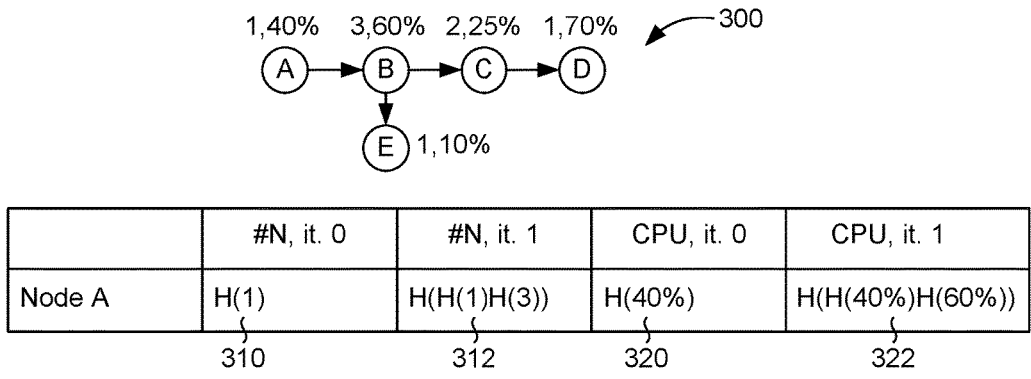 1,40% 3,60% 2,25% 1,70% 300
A B C D
E 1,10%
#N, it. 0 #N, it. 1 CPU, it. 0 CPU, it. 1
Node A H(1) H(H(1)H(3)) H(40%) H(H(40%)H(60%))
310 312 320 322